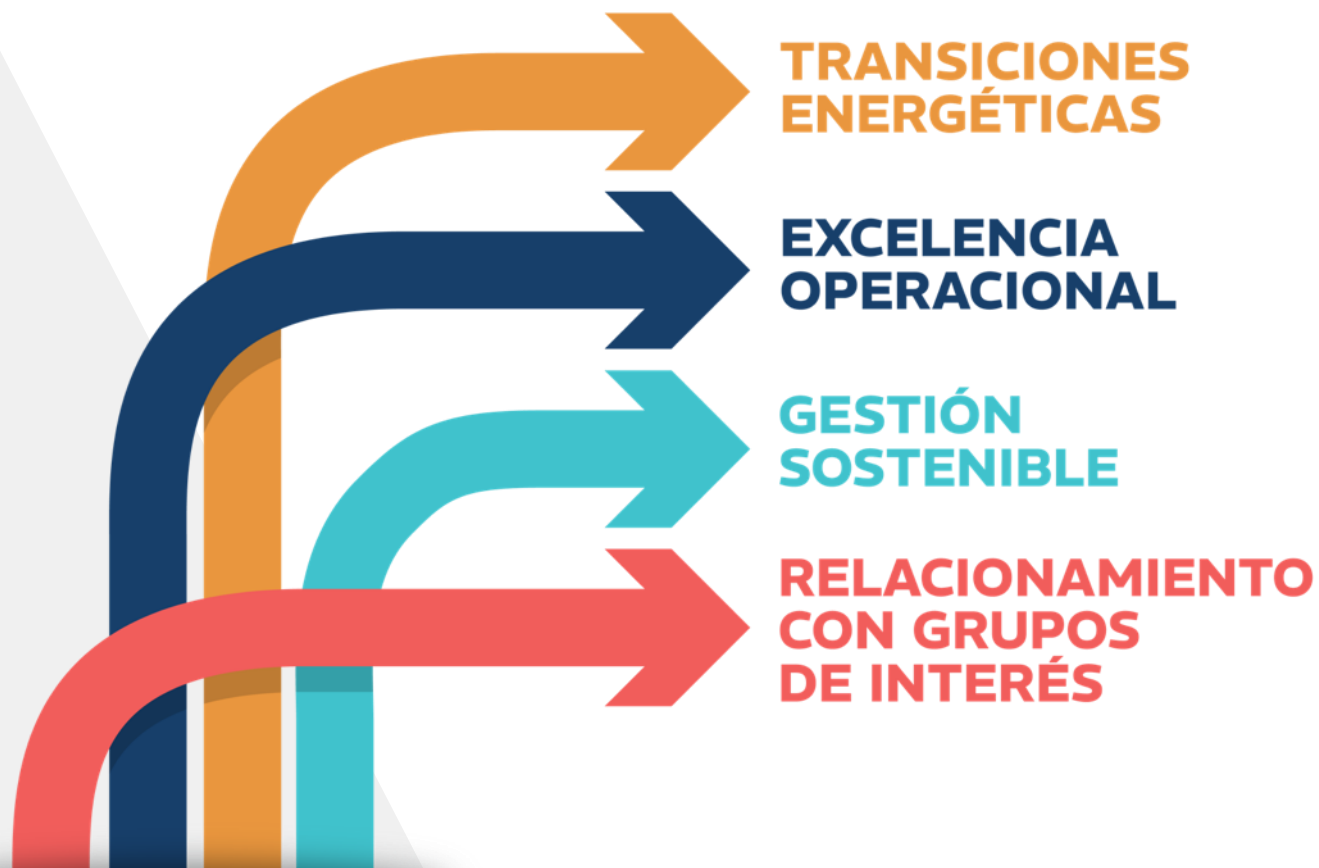 TRANSICIONES
ENERGÉTICAS
EXCELENCIA
OPERACIONAL
GESTIÓN
SOSTENIBLE
RELACIONAMIENTO
CON GRUPOS
DE INTERÉS